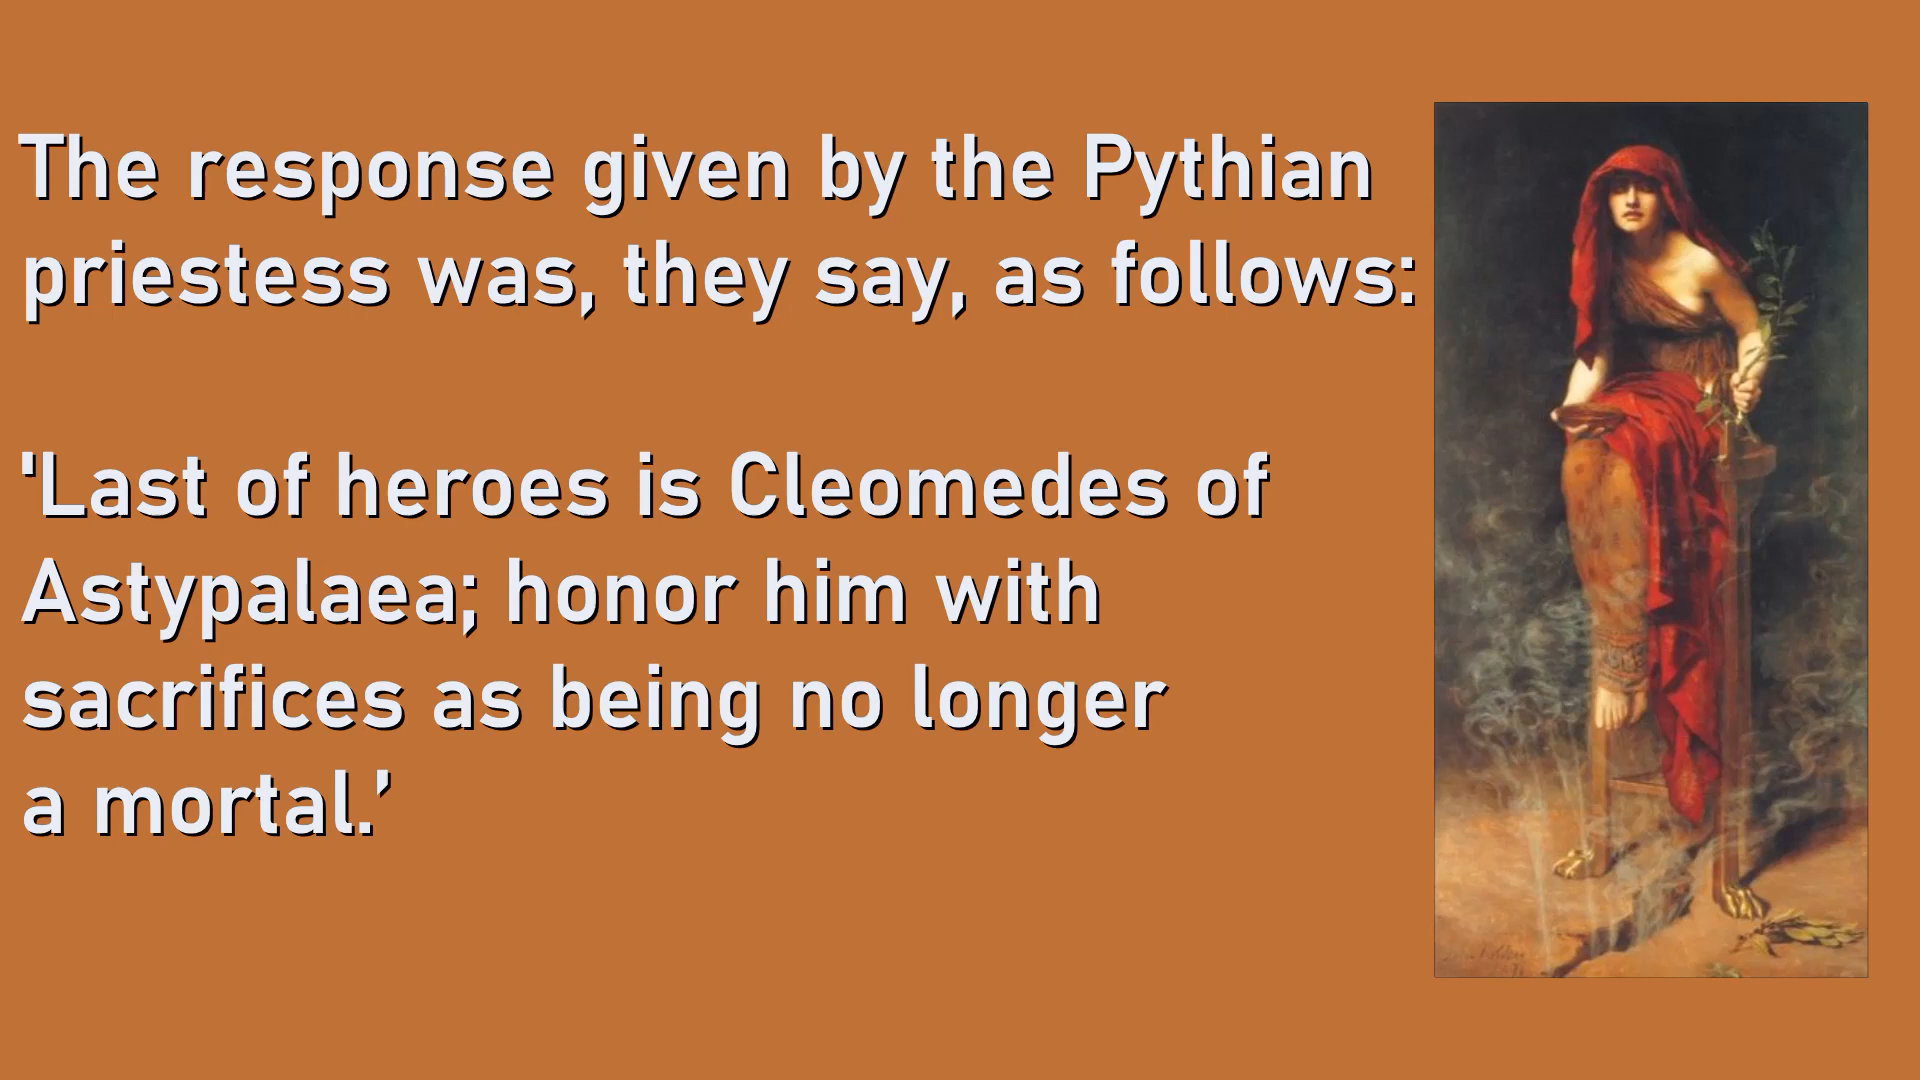 The response given by the Pythian
priestess was, they say, as follows:
'Last of heroes is Cleomedes of
Astypalaea; honor him with
sacrifices as being no longer
a mortal.’